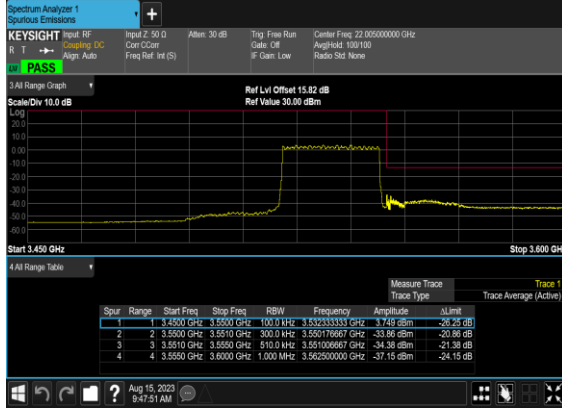 Spectrum Analyzer 1
Spurious Emissions
+
KEYSIGHT Input: RF Input Z: 50 Ω Atten: 30 dB Trig: Free Run Center Freq: 22.005000000 GHz
R T Coupling: DC Corr CCorr Gate: Off Avg|Hold: 100/100
Align: Auto Freq Ref: Int (S) IF Gain: Low Radio Std: None
PASS
3 All Range Graph
Ref Lvl Offset 15.82 dB
Scale/Div 10.0 dB Ref Value 30.00 dBm
Log
20.0
10.0
0.00
-10.0
-20.0
-30.0
-40.0
-50.0
-60.0
Start 3.450 GHz Stop 3.600 GH
4 All Range Table
Measure Trace Trace 1
Trace Type Trace Average (Active)
Spur Range Start Freq Stop Freq RBW Frequency Amplitude ΔLimit
1 1 3.4500 GHz 3.5500 GHz 100.0 kHz 3.532333333 GHz 3.749 dBm -26.25 dB
2 2 3.5500 GHz 3.5510 GHz 300.0 kHz 3.550176667 GHz -33.86 dBm -20.86 dB
3 3 3.5510 GHz 3.5550 GHz 510.0 kHz 3.551006667 GHz -34.38 dBm -21.38 dB
4 4 3.5550 GHz 3.6000 GHz 1.000 MHz 3.562500000 GHz -37.15 dBm -24.15 dB
? Aug 15, 2023
9:47:51 AM